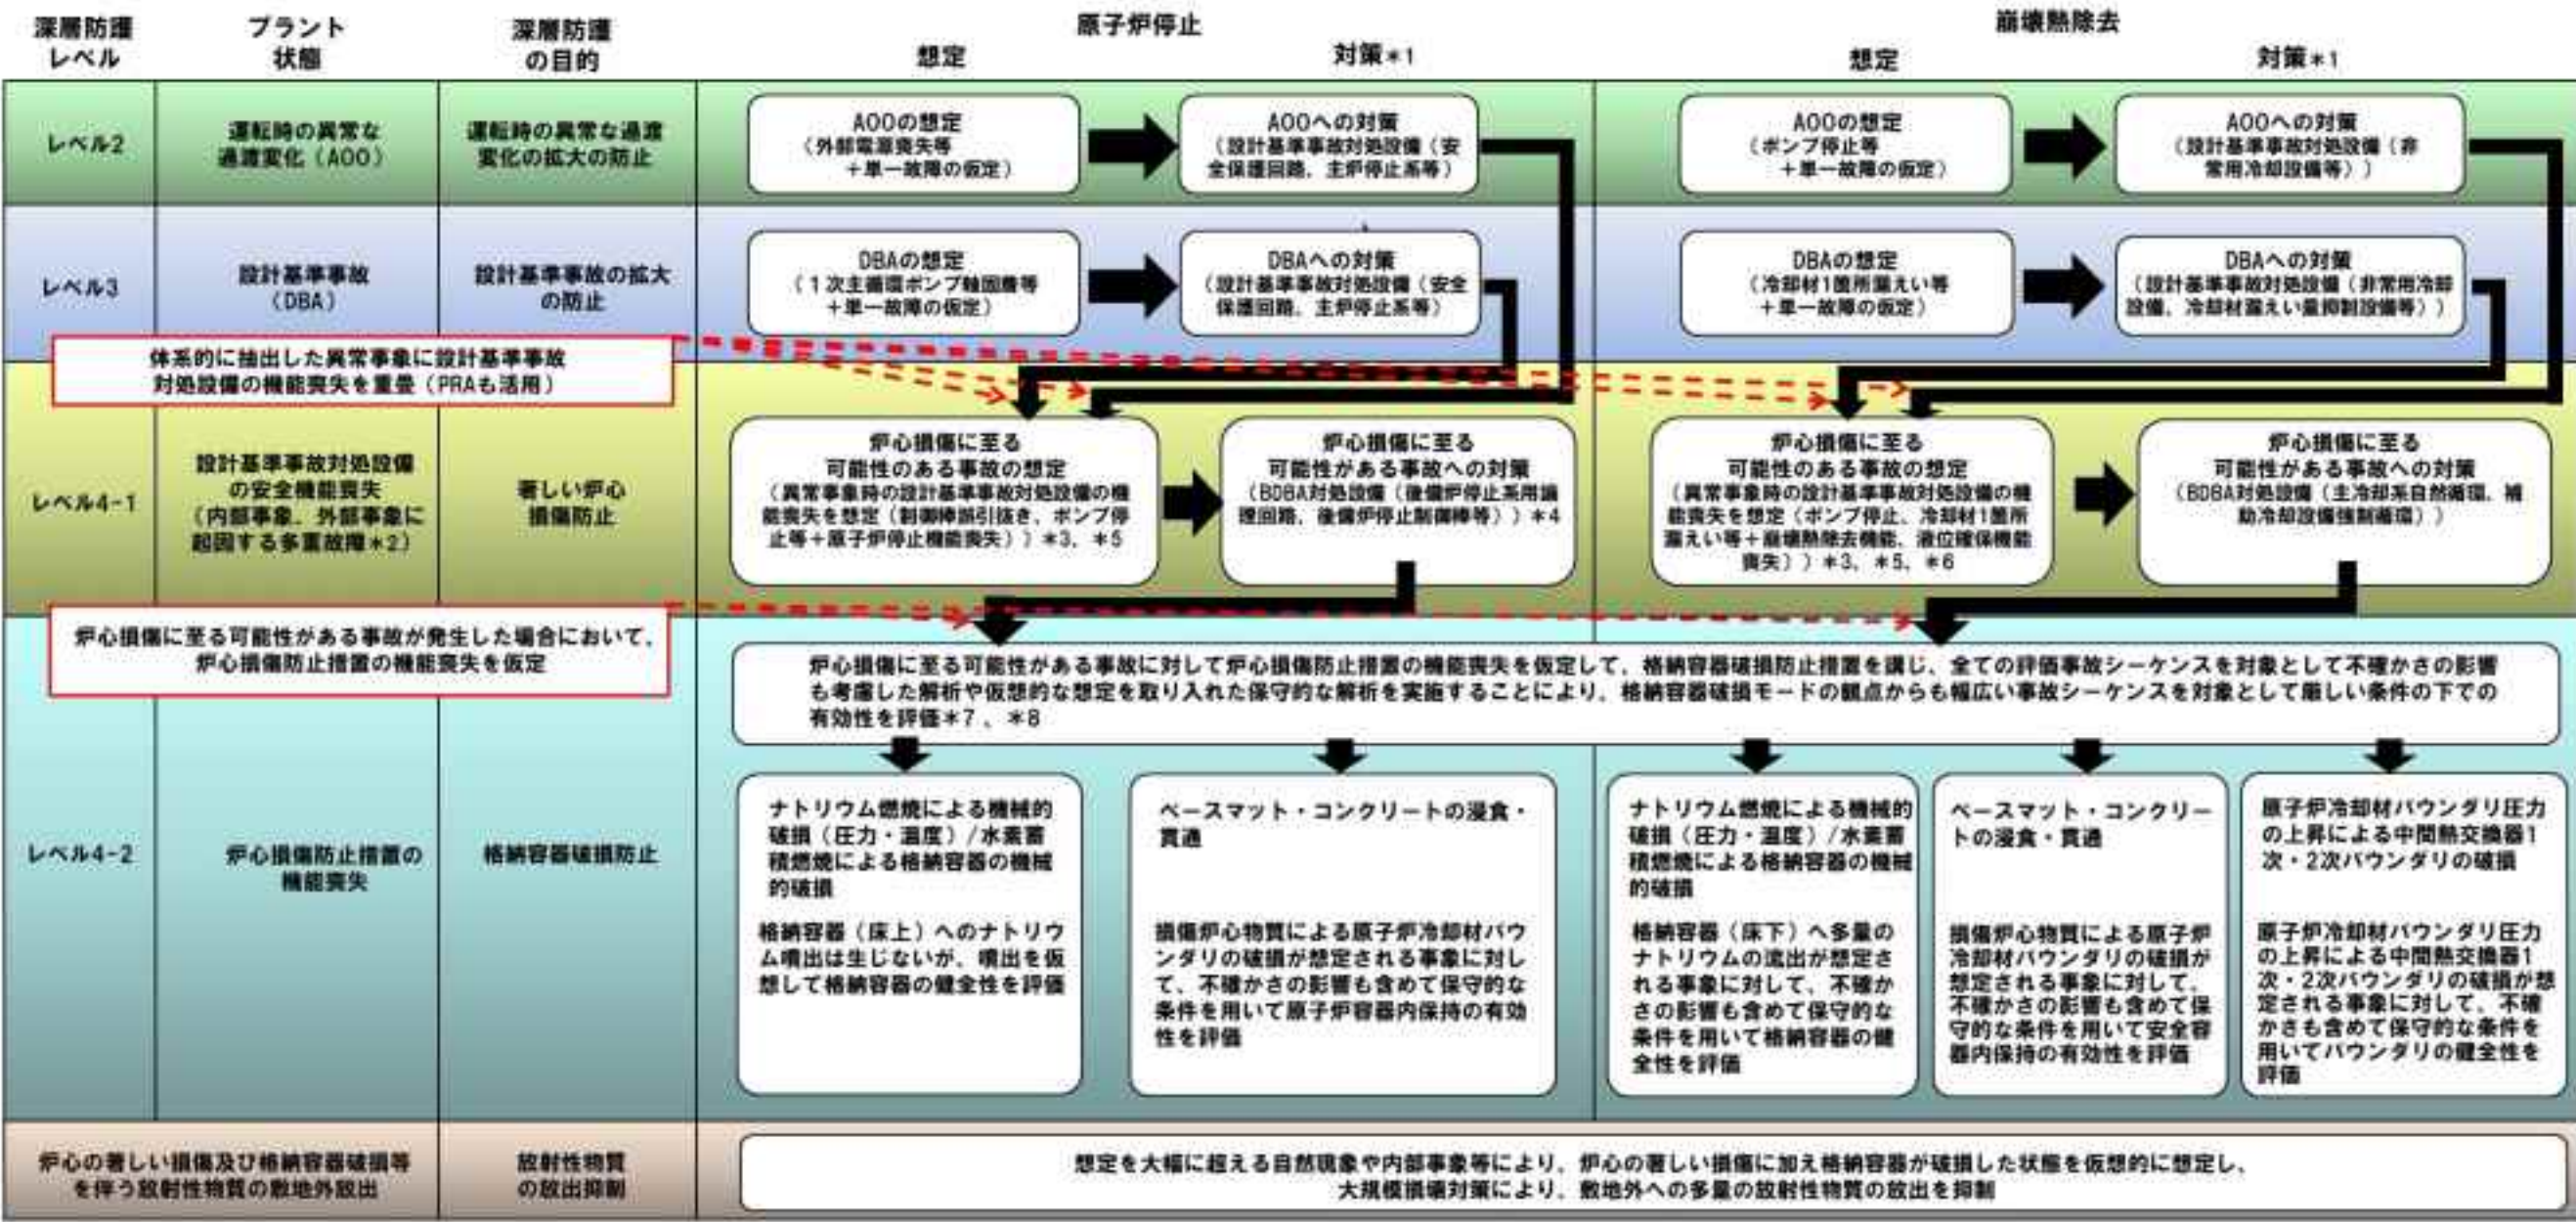 深層防護
レベル
プラント
状態
深層防護
の目的
原子炉停止
想定
対策*1
崩壊熱除去
想定
対策*1
レベル2
運転時の異常な
過渡変化（AOO）
運転時の異常な過渡
変化の拡大の防止
AOOの想定
（外部電源喪失等
+単一故障の仮定）
AOOへの対策
（設計基準事故対処設備（安
全保護回路、主炉停止系等）
AOOの想定
（ポンプ停止等
+単一故障の仮定）
AOOへの対策
（設計基準事故対処設備（非
常用冷却設備等））
レベル3
設計基準事故
（DBA）
設計基準事故の拡大
の防止
DBAの想定
（1次主循環ポンプ軸固着等
+単一故障の仮定）
DBAへの対策
（設計基準事故対処設備（安全
保護回路、主炉停止系等）
DBAの想定
（冷却材1箇所漏えい等
+単一故障の仮定）
DBAへの対策
（設計基準事故対処設備（非常用冷却
設備、冷却材漏えい量抑制設備等））
体系的に抽出した異常事象に設計基準事故
対処設備の機能喪失を重畳（PRAも活用）
レベル4-1
設計基準事故対処設備
の安全機能喪失
（内部事象、外部事象に
起因する多重故障*2）
著しい炉心
損傷防止
炉心損傷に至る
可能性のある事故の想定
（異常事象時の設計基準事故対処設備の機
能喪失を想定（制御棒誤引抜き、ポンプ停
止等+原子炉停止機能喪失））*3、*5
炉心損傷に至る
可能性がある事故への対策
（BDBA対処設備（後備炉停止系用論
理回路、後備炉停止制御棒等））*4
炉心損傷に至る
可能性のある事故の想定
（異常事象時の設計基準事故対処設備の機
能喪失を想定（ポンプ停止、冷却材1箇所
漏えい等+崩壊熱除去機能、液位確保機能
喪失））*3、*5、*6
炉心損傷に至る
可能性がある事故への対策
（BDBA対処設備（主冷却系自然循環、補
助冷却設備強制循環））
炉心損傷に至る可能性がある事故が発生した場合において、
炉心損傷防止措置の機能喪失を仮定
レベル4-2
炉心損傷防止措置の
機能喪失
格納容器破損防止
炉心損傷に至る可能性がある事故に対して炉心損傷防止措置の機能喪失を仮定して、格納容器破損防止措置を講じ、全ての評価事故シーケンスを対象として不確かさの影響
も考慮した解析や仮想的な想定を取り入れた保守的な解析を実施することにより、格納容器破損モードの観点からも幅広い事故シーケンスを対象として厳しい条件の下での
有効性を評価*7、*8
ナトリウム燃焼による機械的
破損（圧力・温度）/水素蓄
積燃焼による格納容器の機械
的破損
格納容器（床上）へのナトリウ
ム噴出は生じないが、噴出を仮
想して格納容器の健全性を評価
ベースマット・コンクリートの浸食・
貫通
損傷炉心物質による原子炉冷却材バウ
ンダリの破損が想定される事象に対し
て、不確かさの影響も含めて保守的な
条件を用いて原子炉容器内保持の有効
性を評価
ナトリウム燃焼による機械的
破損（圧力・温度）/水素蓄
積燃焼による格納容器の機械
的破損
格納容器（床下）へ多量の
ナトリウムの流出が想定さ
れる事象に対して、不確か
さの影響も含めて保守的な
条件を用いて格納容器の健
全性を評価
ベースマット・コンクリー
トの浸食・貫通
損傷炉心物質による原子炉
冷却材バウンダリの破損が
想定される事象に対して、
不確かさの影響も含めて保
守的な条件を用いて安全容
器内保持の有効性を評価
原子炉冷却材バウンダリ圧力
の上昇による中間熱交換器1
次・2次バウンダリの破損
原子炉冷却材バウンダリ圧力
の上昇による中間熱交換器1
次・2次バウンダリの破損が想
定される事象に対して、不確
かさも含めて保守的な条件を
用いてバウンダリの健全性を
評価
炉心の著しい損傷及び格納容器破損等
を伴う放射性物質の敷地外放出
放射性物質
の放出抑制
想定を大幅に超える自然現象や内部事象等により、炉心の著しい損傷に加え格納容器が破損した状態を仮想的に想定し、
大規模損壊対策により、敷地外への多量の放射性物質の放出を抑制